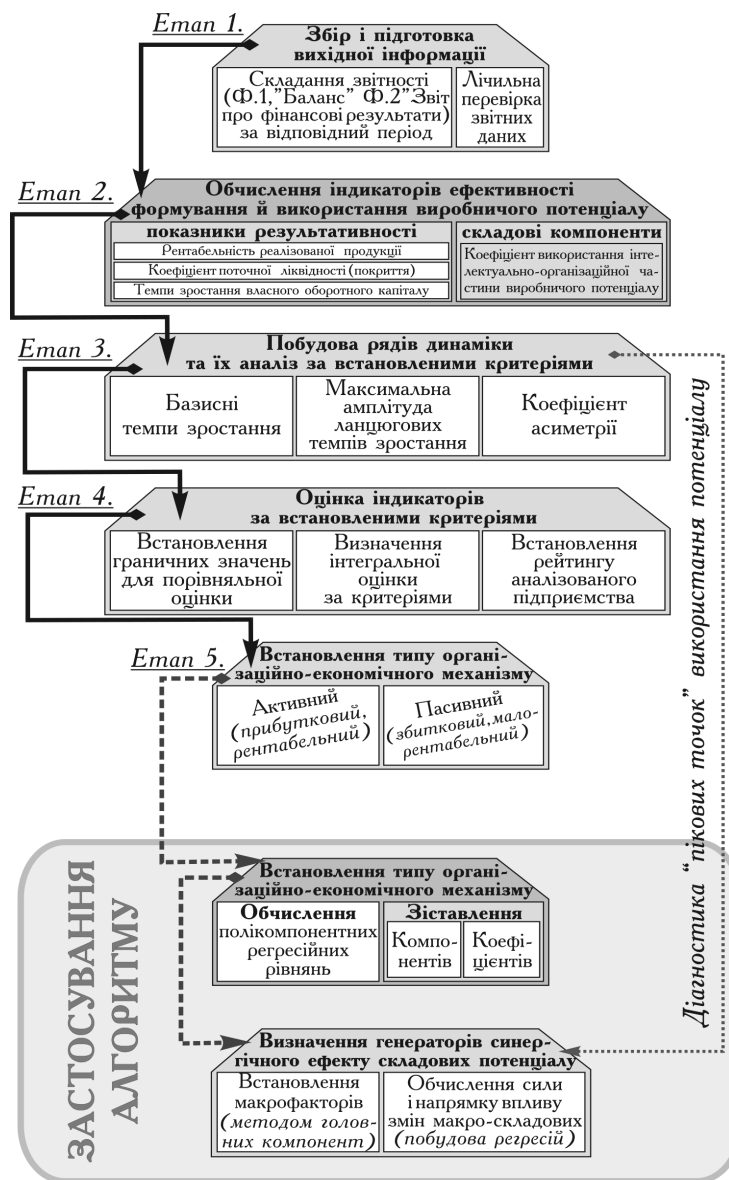 Етап 1.
Збір і підготовка
вихідної інформації
Складання звітності
(Ф.1,"Баланс" Ф.2"Звіт
про фінансові результати)
за відповідний період
Лічильна
перевірка
звітних
даних
Етап 2.
Обчислення індикаторів ефективності
формування й використання виробничого потенціалу
показники результативності
Рентабельність реалізованої продукції
Коефіцієнт поточної ліквідності (покриття)
Темпи зростання власного оборотного капіталу
складові компоненти
Коефіцієнт використання інте-
лектуально-організаційної ча-
стини виробничого потенціалу
Етап 3.
Побудова рядів динаміки
та їх аналіз за встановленими критеріями
Базисні
темпи зростання
Максимальна
амплітуда
ланцюгових
темпів зростання
Коефіцієнт
асиметрії
Етап 4.
Оцінка індикаторів
за встановленими критеріями
Встановлення
граничних значень
для порівняльної
оцінки
Визначення
інтегральної
оцінки
за критеріями
Встановлення
рейтингу
аналізованого
підприємства
Етап 5.
Встановлення типу органі-
заційно-економічного механізму
Активний
(прибутковий,
рентабельний)
Пасивний
(збитковий,мало-
рентабельний)
Діагностика “пікових точок” використання потенціалу
ЗАСТОСУВАННЯ
АЛГОРИТМУ
Встановлення типу органі-
заційно-економічного механізму
Обчислення
полікомпонентних
регресійних
рівнянь
Зіставлення
Компо-
нентів
Коефі-
цієнтів
Визначення генераторів синер-
гічного ефекту складових потенціалу
Встановлення
макрофакторів
(методом голов-
них компонент)
Обчислення сили
і напрямку впливу
змін макро-складових
(побудова регресій)